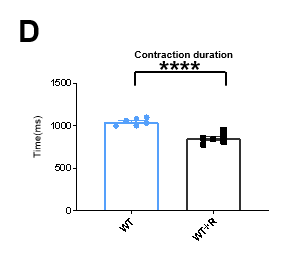 D
Contraction duration
****
Time(ms)
1500
1000
500
0
WT
WT+R